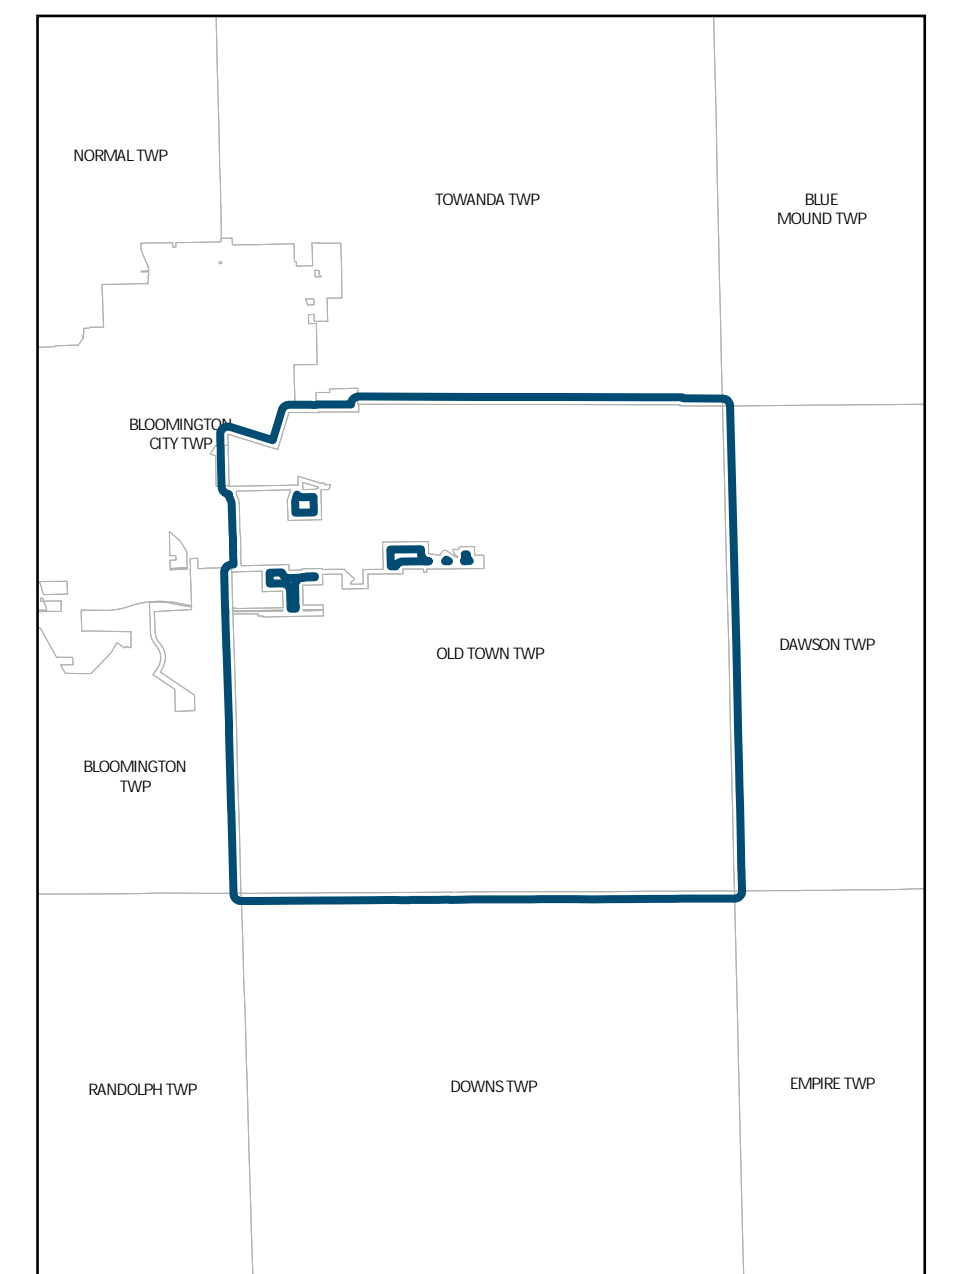 NORMAL TWP
TOWANDA TWP
BLUE
MOUND TWP
BLOOMINGTON
CITY TWP
OLD TOWN TWP
DAWSON TWP
BLOOMINGTON
TWP
RANDOLPH TWP
DOWNS TWP
EMPIRE TWP